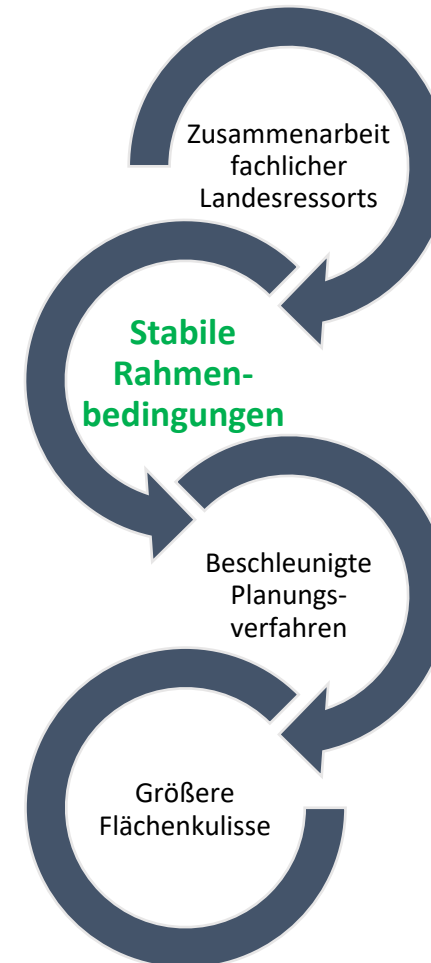 Zusammenarbeit
fachlicher
Landesressorts
Stabile
Rahmen-
bedingungen
Beschleunigte
Planungs-
verfahren
Größere
Flächenkulisse